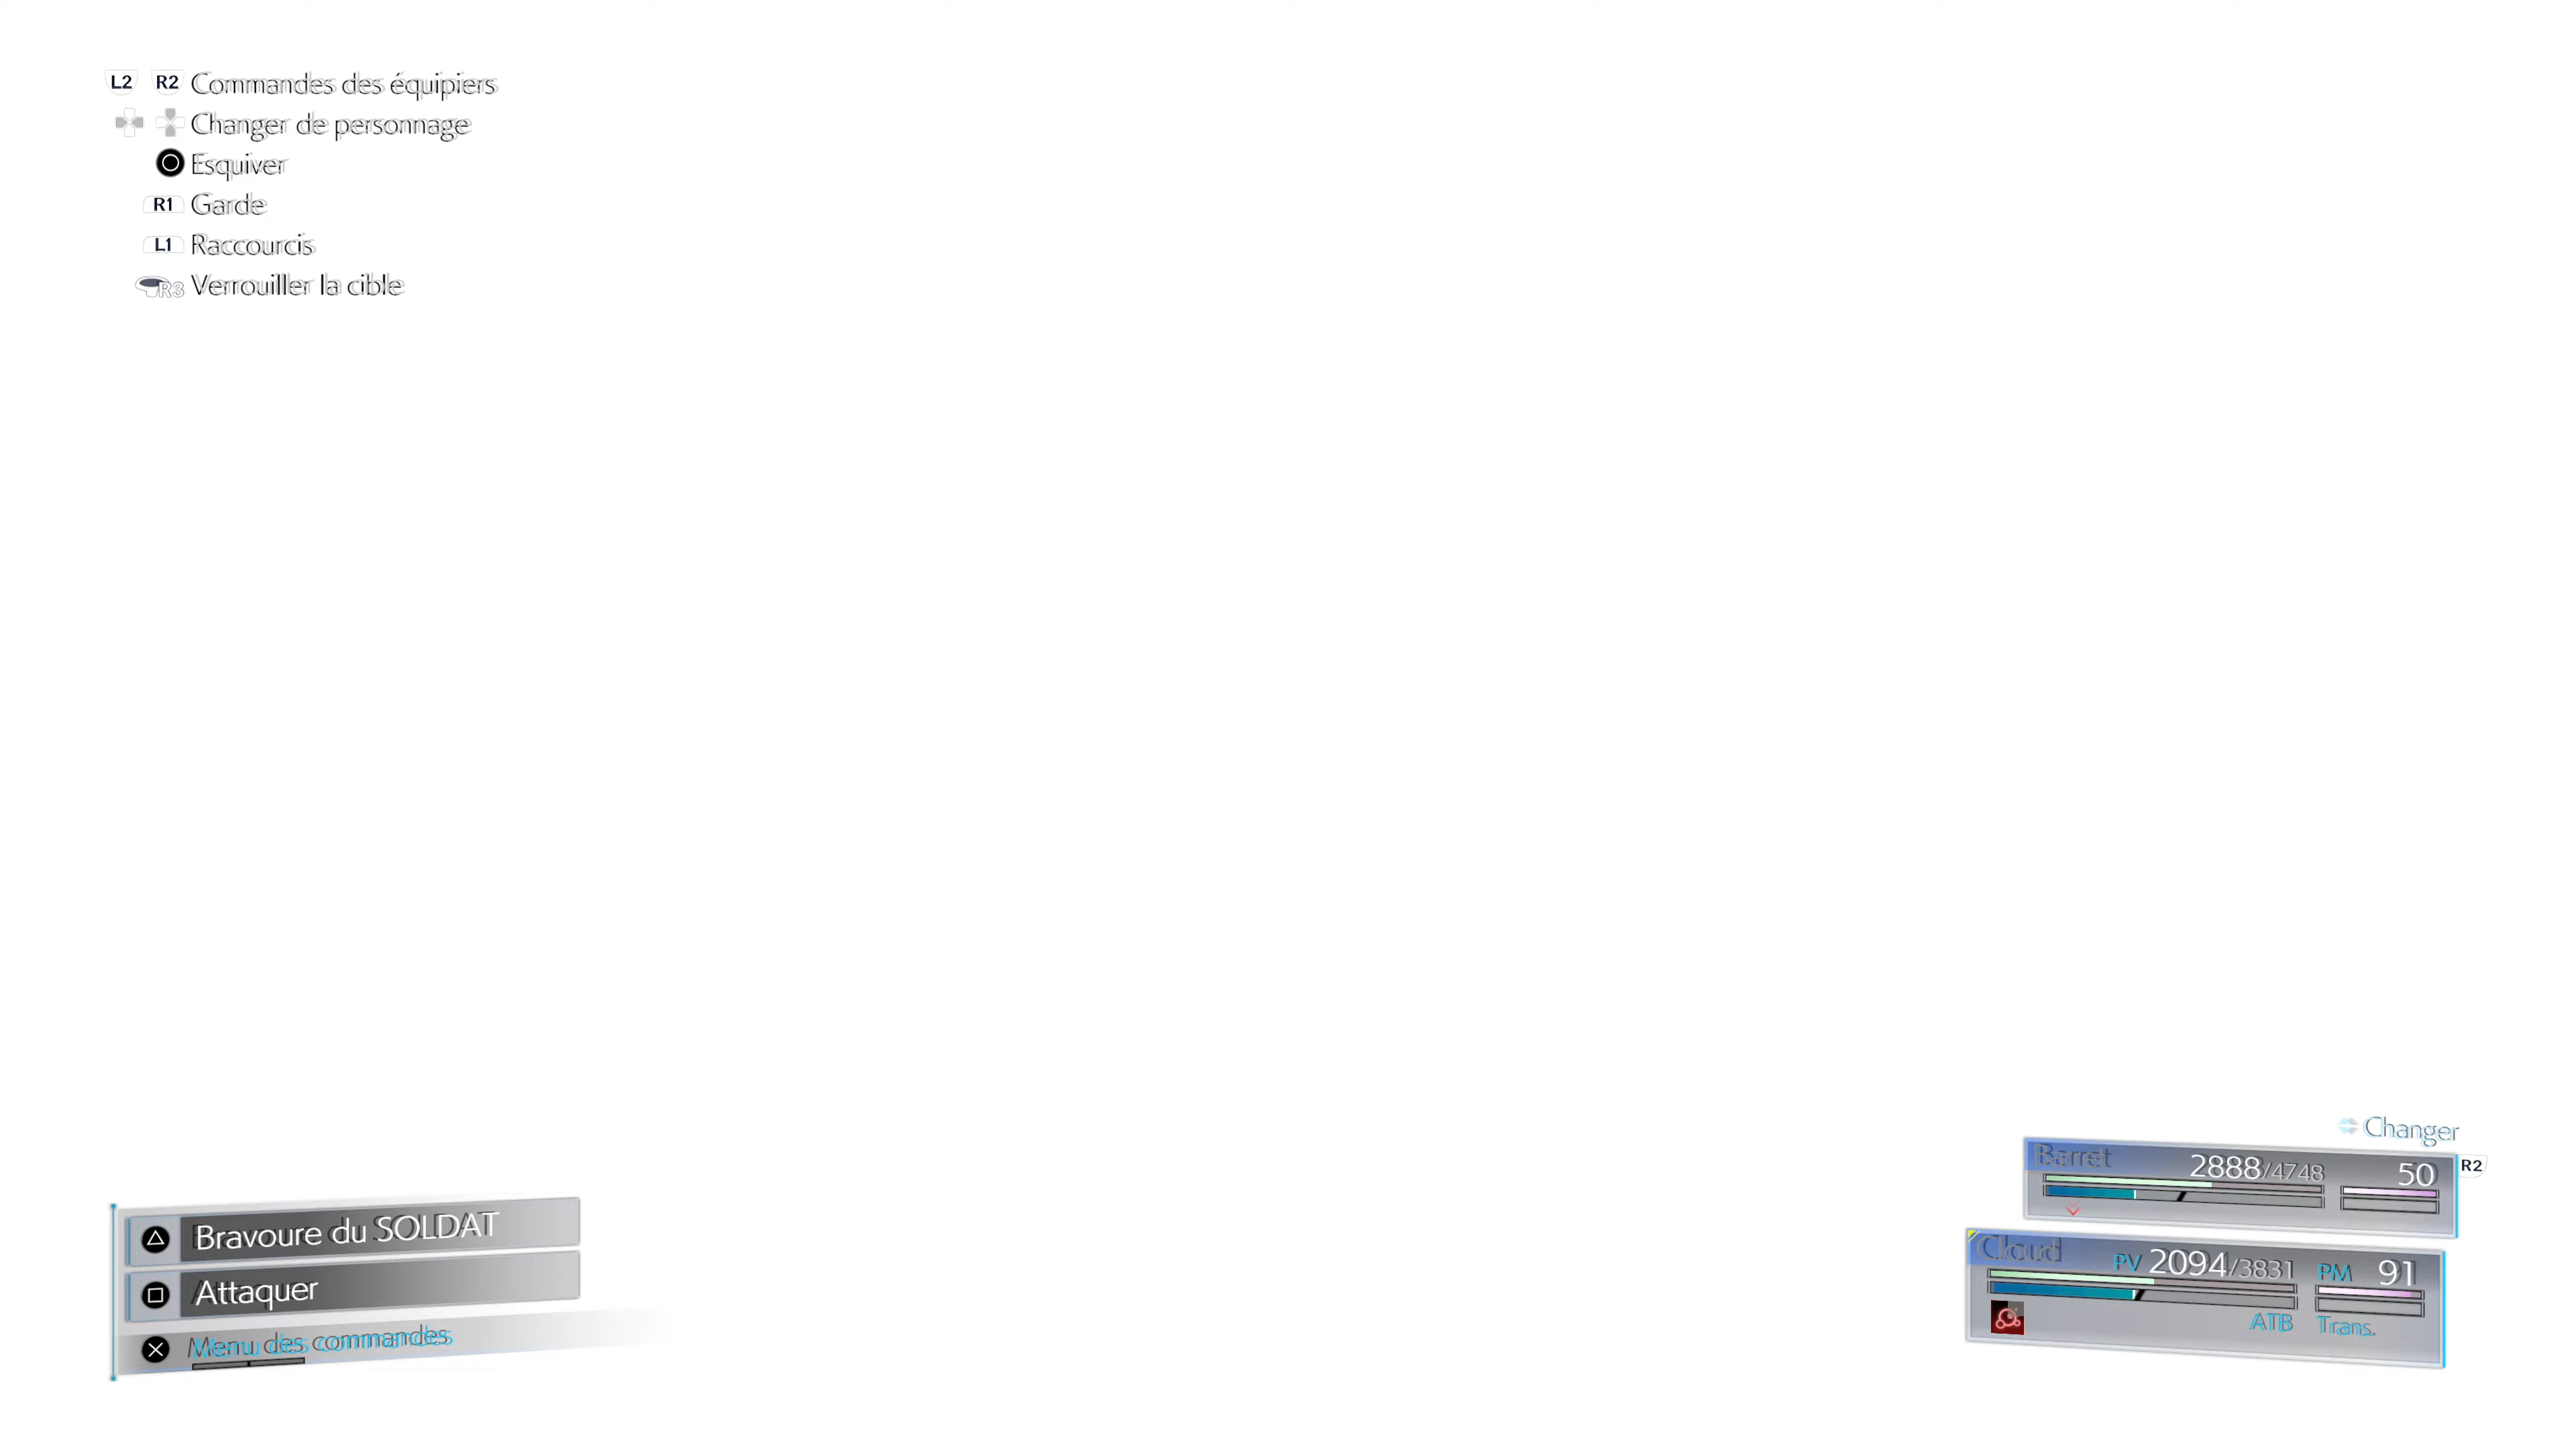 L2 R2 Commandes des équipiers
Changer de personnage
Esquiver
R1 Garde
L1 Raccourcis
R3 Verrouiller la cible
Changer
Barret 2888/4748 50 R2
Cloud PV 2094/3831 PM 91
ATB Trans.
Bravoure du SOLDAT
Attaquer
Menu des commandes